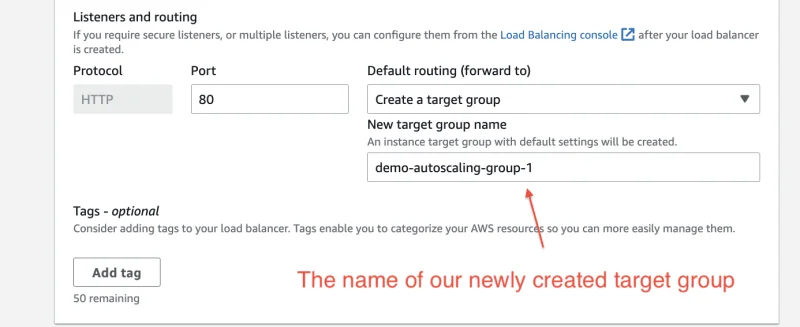 Listeners and routing
If you require secure listeners, or multiple listeners, you can configure them from the Load Balancing console after your load balancer
is created.
Protocol Port Default routing (forward to)
HTTP 80 Create a target group
New target group name
An instance target group with default settings will be created.
demo-autoscaling-group-1
Tags - optional
Consider adding tags to your load balancer. Tags enable you to categorize your AWS resources so you can more easily manage them.
Add tag
The name of our newly created target group
50 remaining